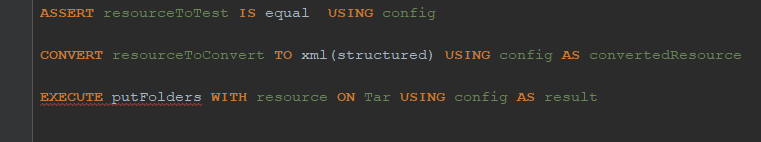 ASSERT resourceToTest IS equal  USING config
CONVERT resourceToConvert TO xml(structured) USING config AS convertedResource
EXECUTE putFolders WITH resource ON Tar USING config AS result